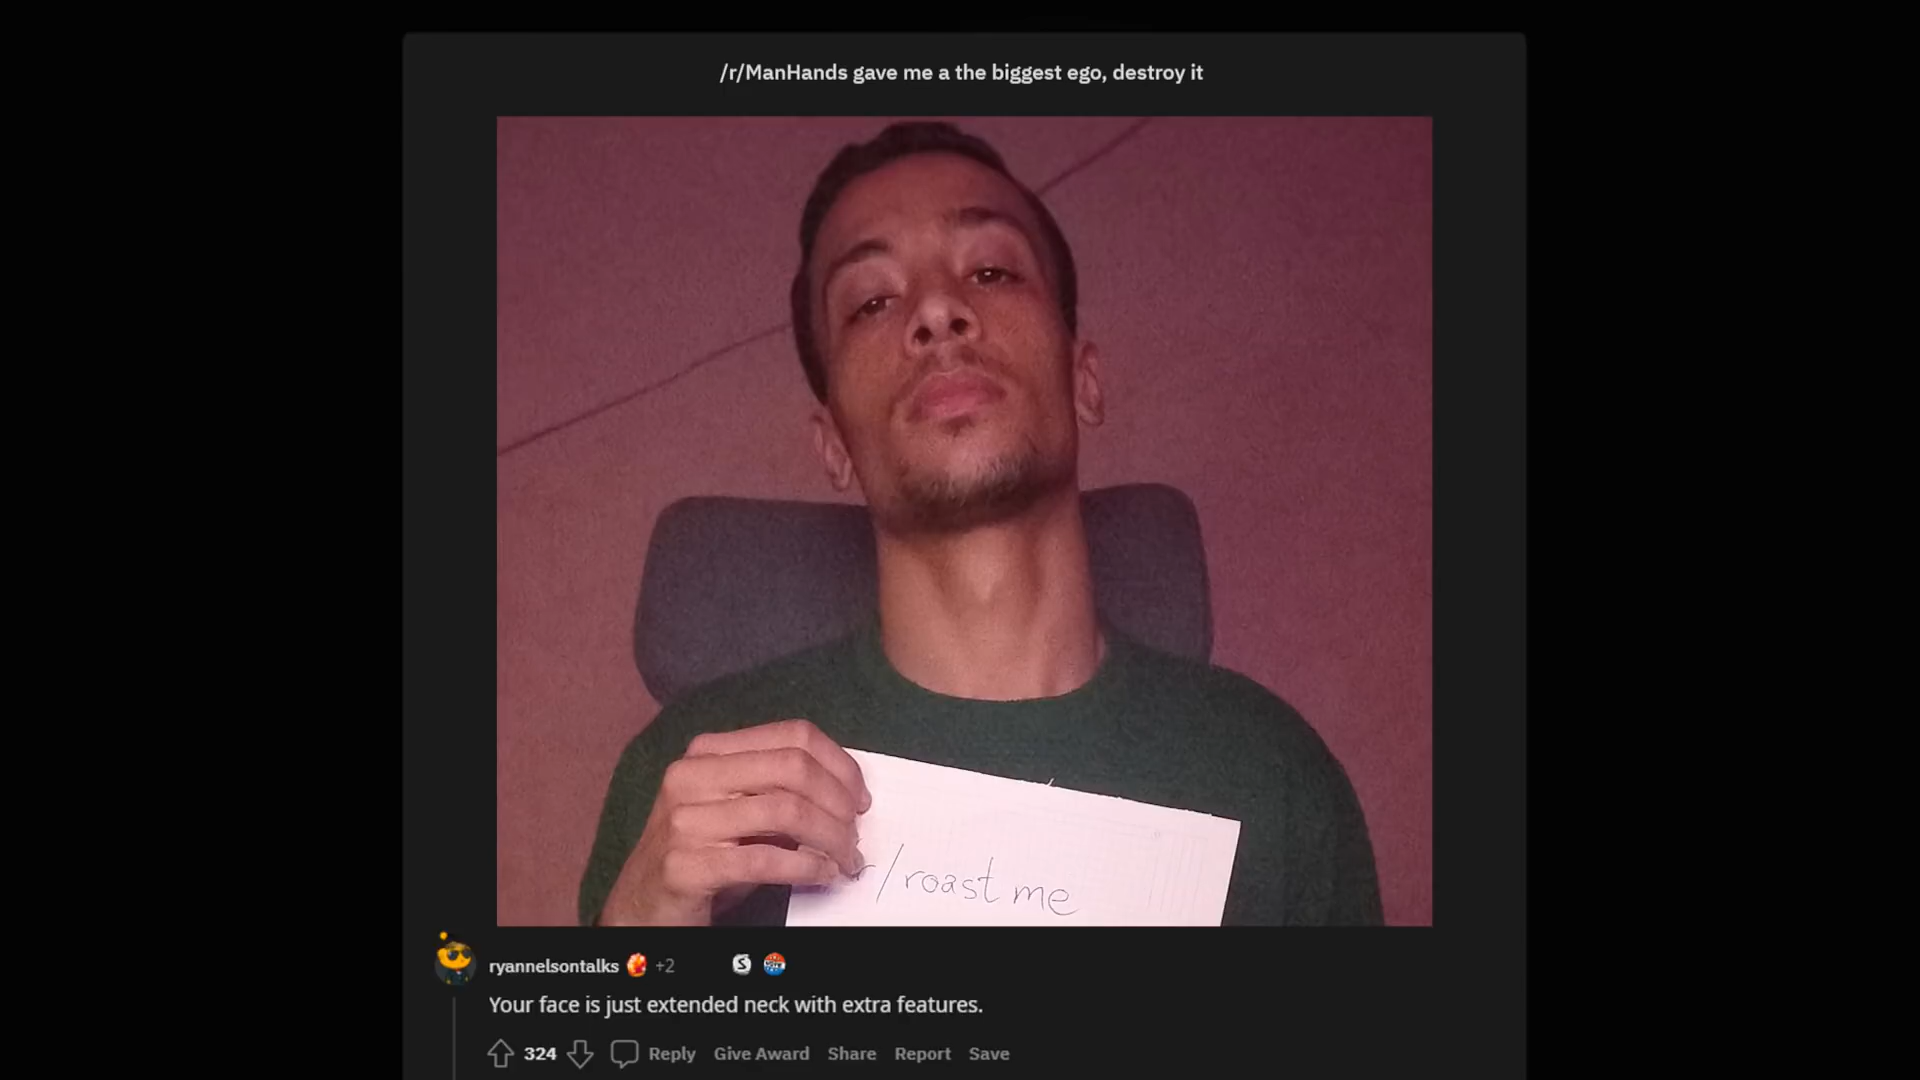 /r/ManHands gave me a the biggest ego, destroy it
r/roast me
ryannelsontalks +2 S VOTE
Your face is just extended neck with extra features.
324 Reply Give Award Share Report Save